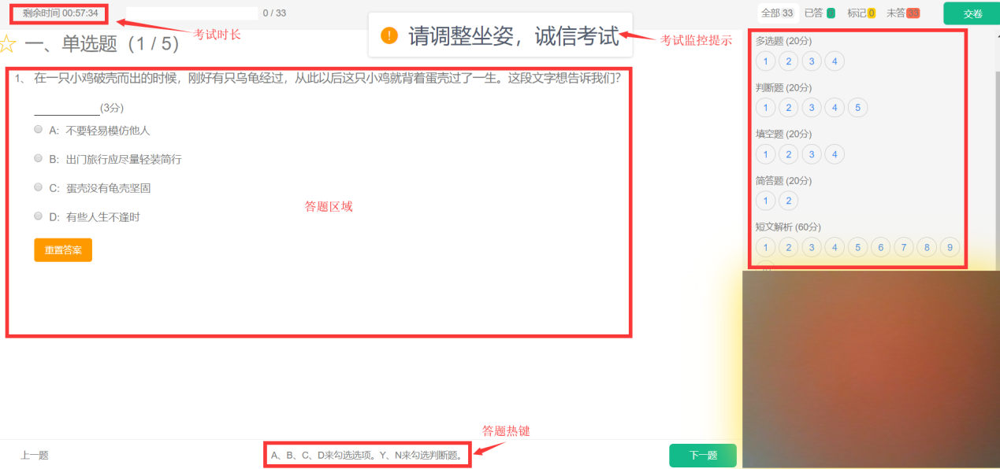 剩余时间 00:57:34
0 / 33
全部 33 已答 标记 0 未答 33
交卷
考试时长
请调整坐姿，诚信考试
考试监控提示
一、单选题（1 / 5）
1、 在一只小鸡破壳而出的时候，刚好有只乌龟经过，从此以后这只小鸡就背着蛋壳过了一生。这段文字想告诉我们？
____________(3分)
A: 不要轻易模仿他人
B: 出门旅行应尽量轻装简行
C: 蛋壳没有龟壳坚固
D: 有些人生不逢时
答题区域
重置答案
多选题 (20分)
1 2 3 4
判断题 (20分)
1 2 3 4 5
填空题 (20分)
1 2 3 4
简答题 (20分)
1 2
短文解析 (60分)
1 2 3 4 5 6 7 8 9
答题热键
上一题
A、B、C、D来勾选选项。Y、N来勾选判断题。
下一题